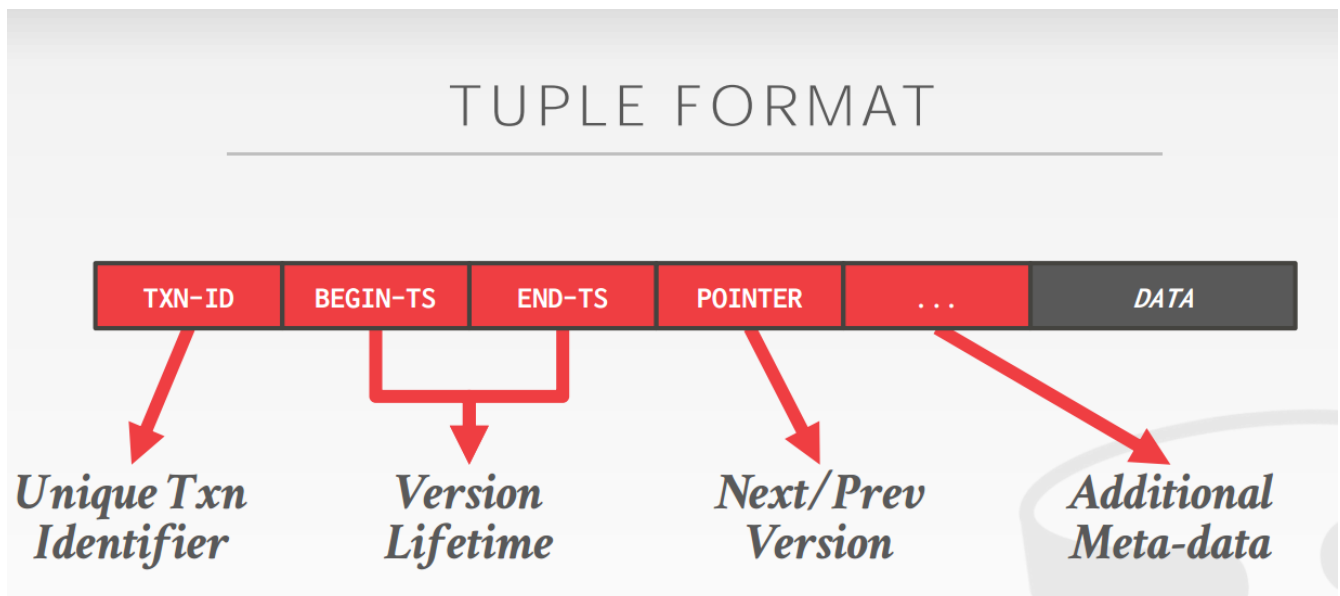 TUPLE FORMAT
TXN-ID BEGIN-TS END-TS POINTER ... DATA
Unique Txn Version Next/Prev Additional
Identifier Lifetime Version Meta-data